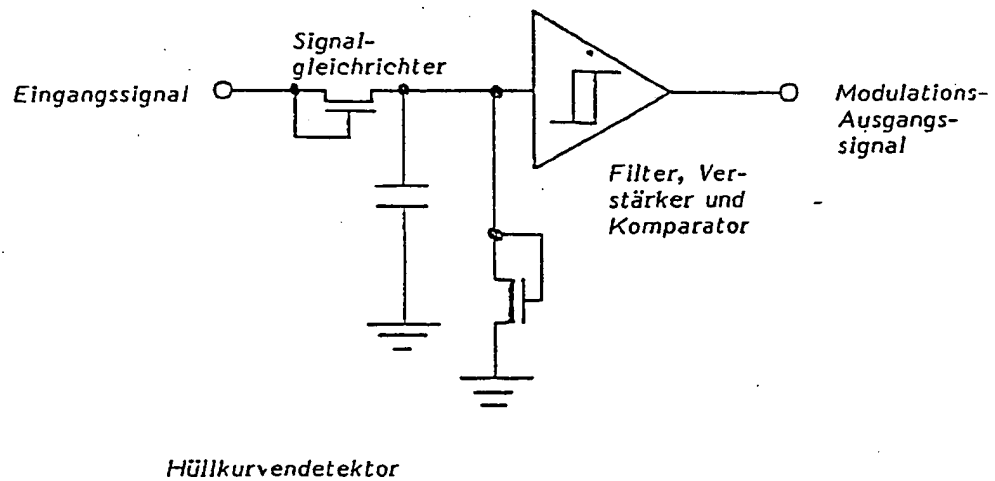 Signal-
gleichrichter
Eingangssignal
Modulations-
Ausgangs-
signal
Filter, Ver-
stärker und
Komparator
Hüllkurvendetektor